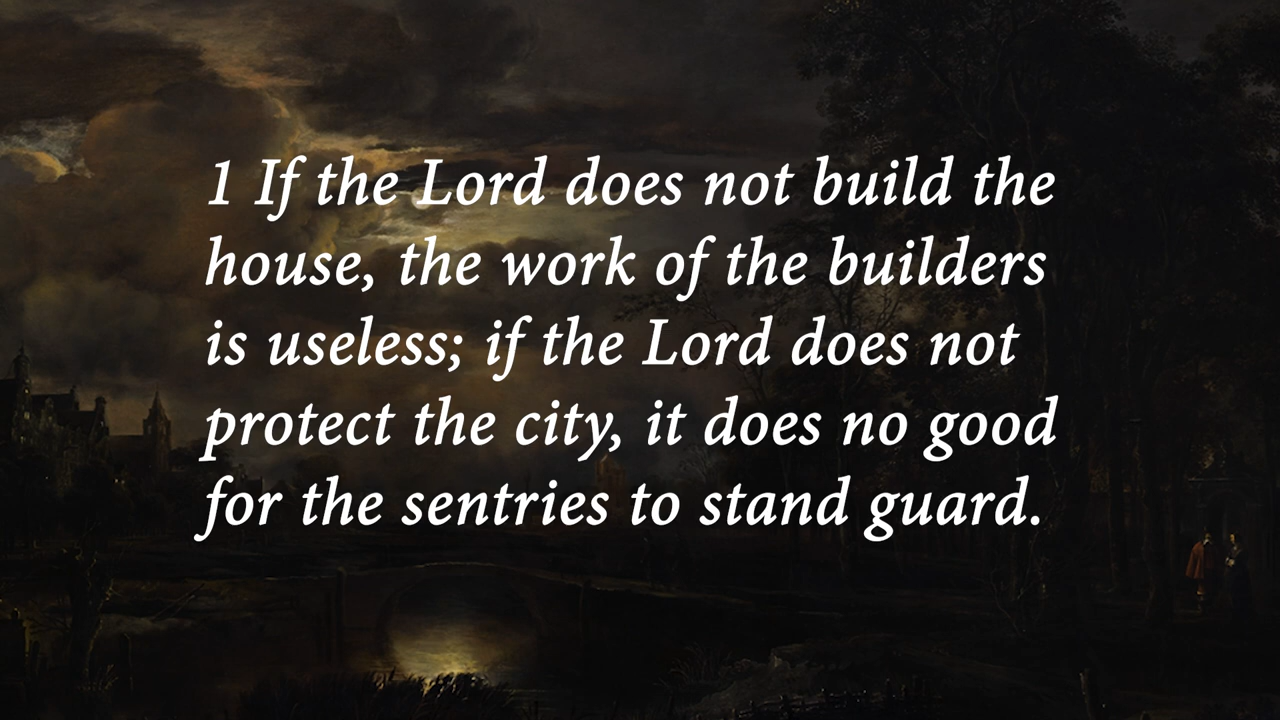 1 If the Lord does not build the
house, the work of the builders
is useless; if the Lord does not
protect the city, it does no good
for the sentries to stand guard.